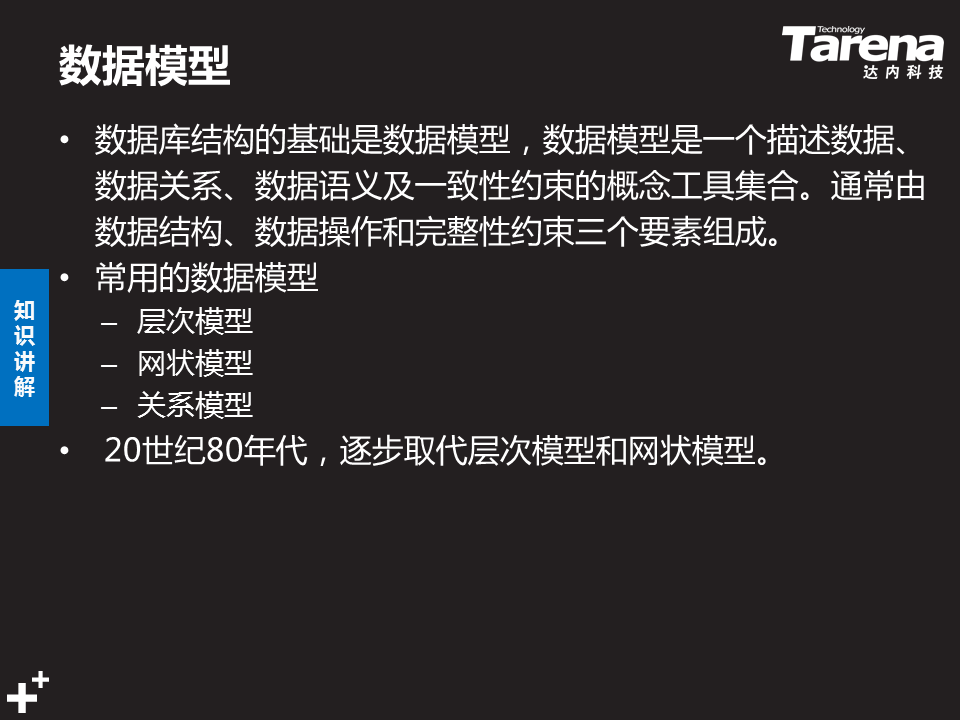 数据模型
Technology
Tarena
达内科技
• 数据库结构的基础是数据模型，数据模型是一个描述数据、
数据关系、数据语义及一致性约束的概念工具集合。通常由
数据结构、数据操作和完整性约束三个要素组成。
• 常用的数据模型
– 层次模型
– 网状模型
– 关系模型
• 20世纪80年代，逐步取代层次模型和网状模型。
知
识
讲
解